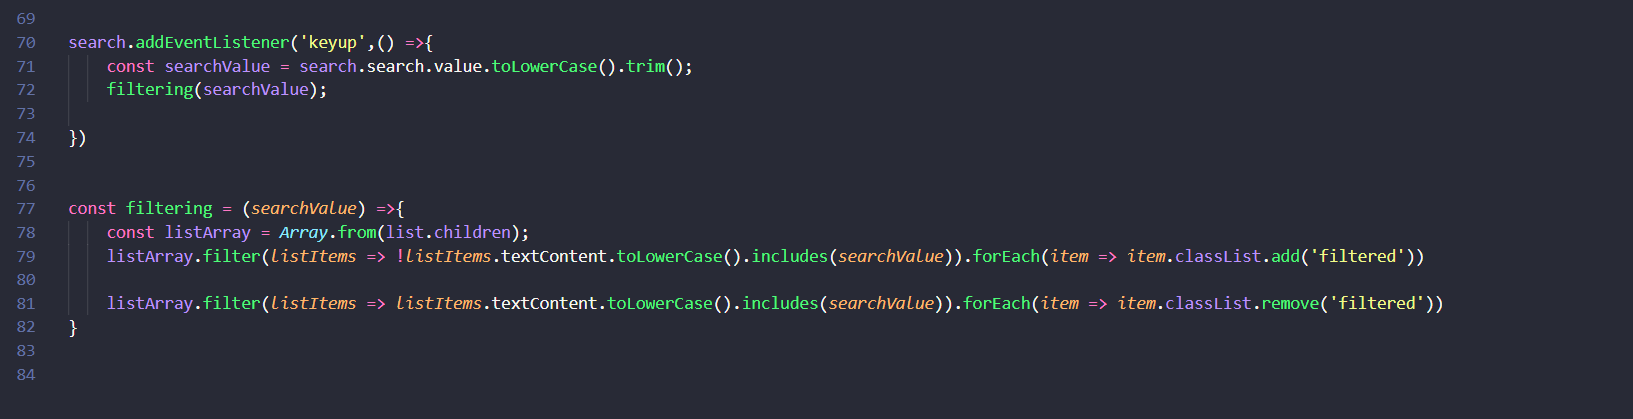 69
70 search.addEventListener('keyup',() =>{
71 const searchValue = search.search.value.toLowerCase().trim();
72 filtering(searchValue);
73
74 })
75
76
77 const filtering = (searchValue) =>{
78 const listArray = Array.from(list.children);
79 listArray.filter(listItems => !listItems.textContent.toLowerCase().includes(searchValue)).forEach(item => item.classList.add('filtered'))
80
81 listArray.filter(listItems => listItems.textContent.toLowerCase().includes(searchValue)).forEach(item => item.classList.remove('filtered'))
82 }
83
84